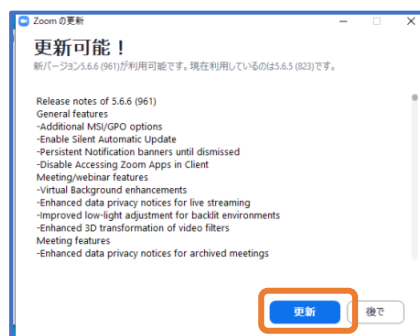 Zoom の更新
更新可能！
新バージョン5.6.6 (961)が利用可能です。現在利用しているのは5.6.5 (823)です。
Release notes of 5.6.6 (961)
General features
-Additional MSI/GPO options
-Enable Silent Automatic Update
-Persistent Notification banners until dismissed
-Disable Accessing Zoom Apps in Client
Meeting/webinar features
-Virtual Background enhancements
-Enhanced data privacy notices for live streaming
-Improved low-light adjustment for backlit environments
-Enhanced 3D transformation of video filters
Meeting features
-Enhanced data privacy notices for archived meetings
更新
後で